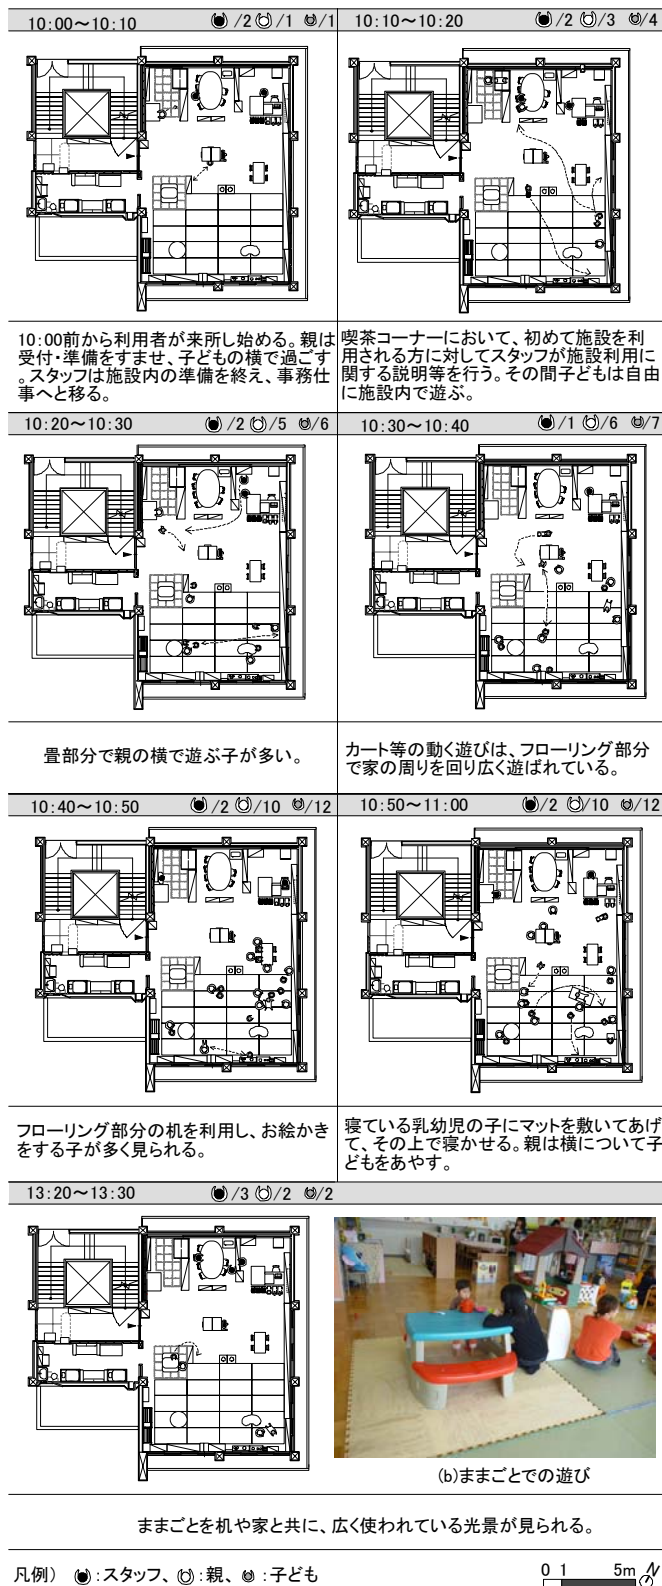 10:00～10:10 /2 /1 /1
10:10～10:20 /2 /3 /4
10:00前から利用者が来所し始める。親は
受付・準備をすませ、子どもの横で過ごす
。スタッフは施設内の準備を終え、事務仕
事へと移る。
喫茶コーナーにおいて、初めて施設を利
用される方に対してスタッフが施設利用に
関する説明等を行う。その間子どもは自由
に施設内で遊ぶ。
10:20～10:30 /2 /5 /6
10:30～10:40 /1 /6 /7
畳部分で親の横で遊ぶ子が多い。
カート等の動く遊びは、フローリング部分
で家の周りを回り広く遊ばれている。
10:40～10:50 /2 /10 /12
10:50～11:00 /2 /10 /12
フローリング部分の机を利用し、お絵かき
をする子が多く見られる。
寝ている乳幼児の子にマットを敷いてあげ
て、その上で寝かせる。親は横について子
どもをあやす。
13:20～13:30 /3 /2 /2
(b)ままごとでの遊び
ままごとを机や家と共に、広く使われている光景が見られる。
凡例） :スタッフ、 :親、 :子ども
0 1 5m N